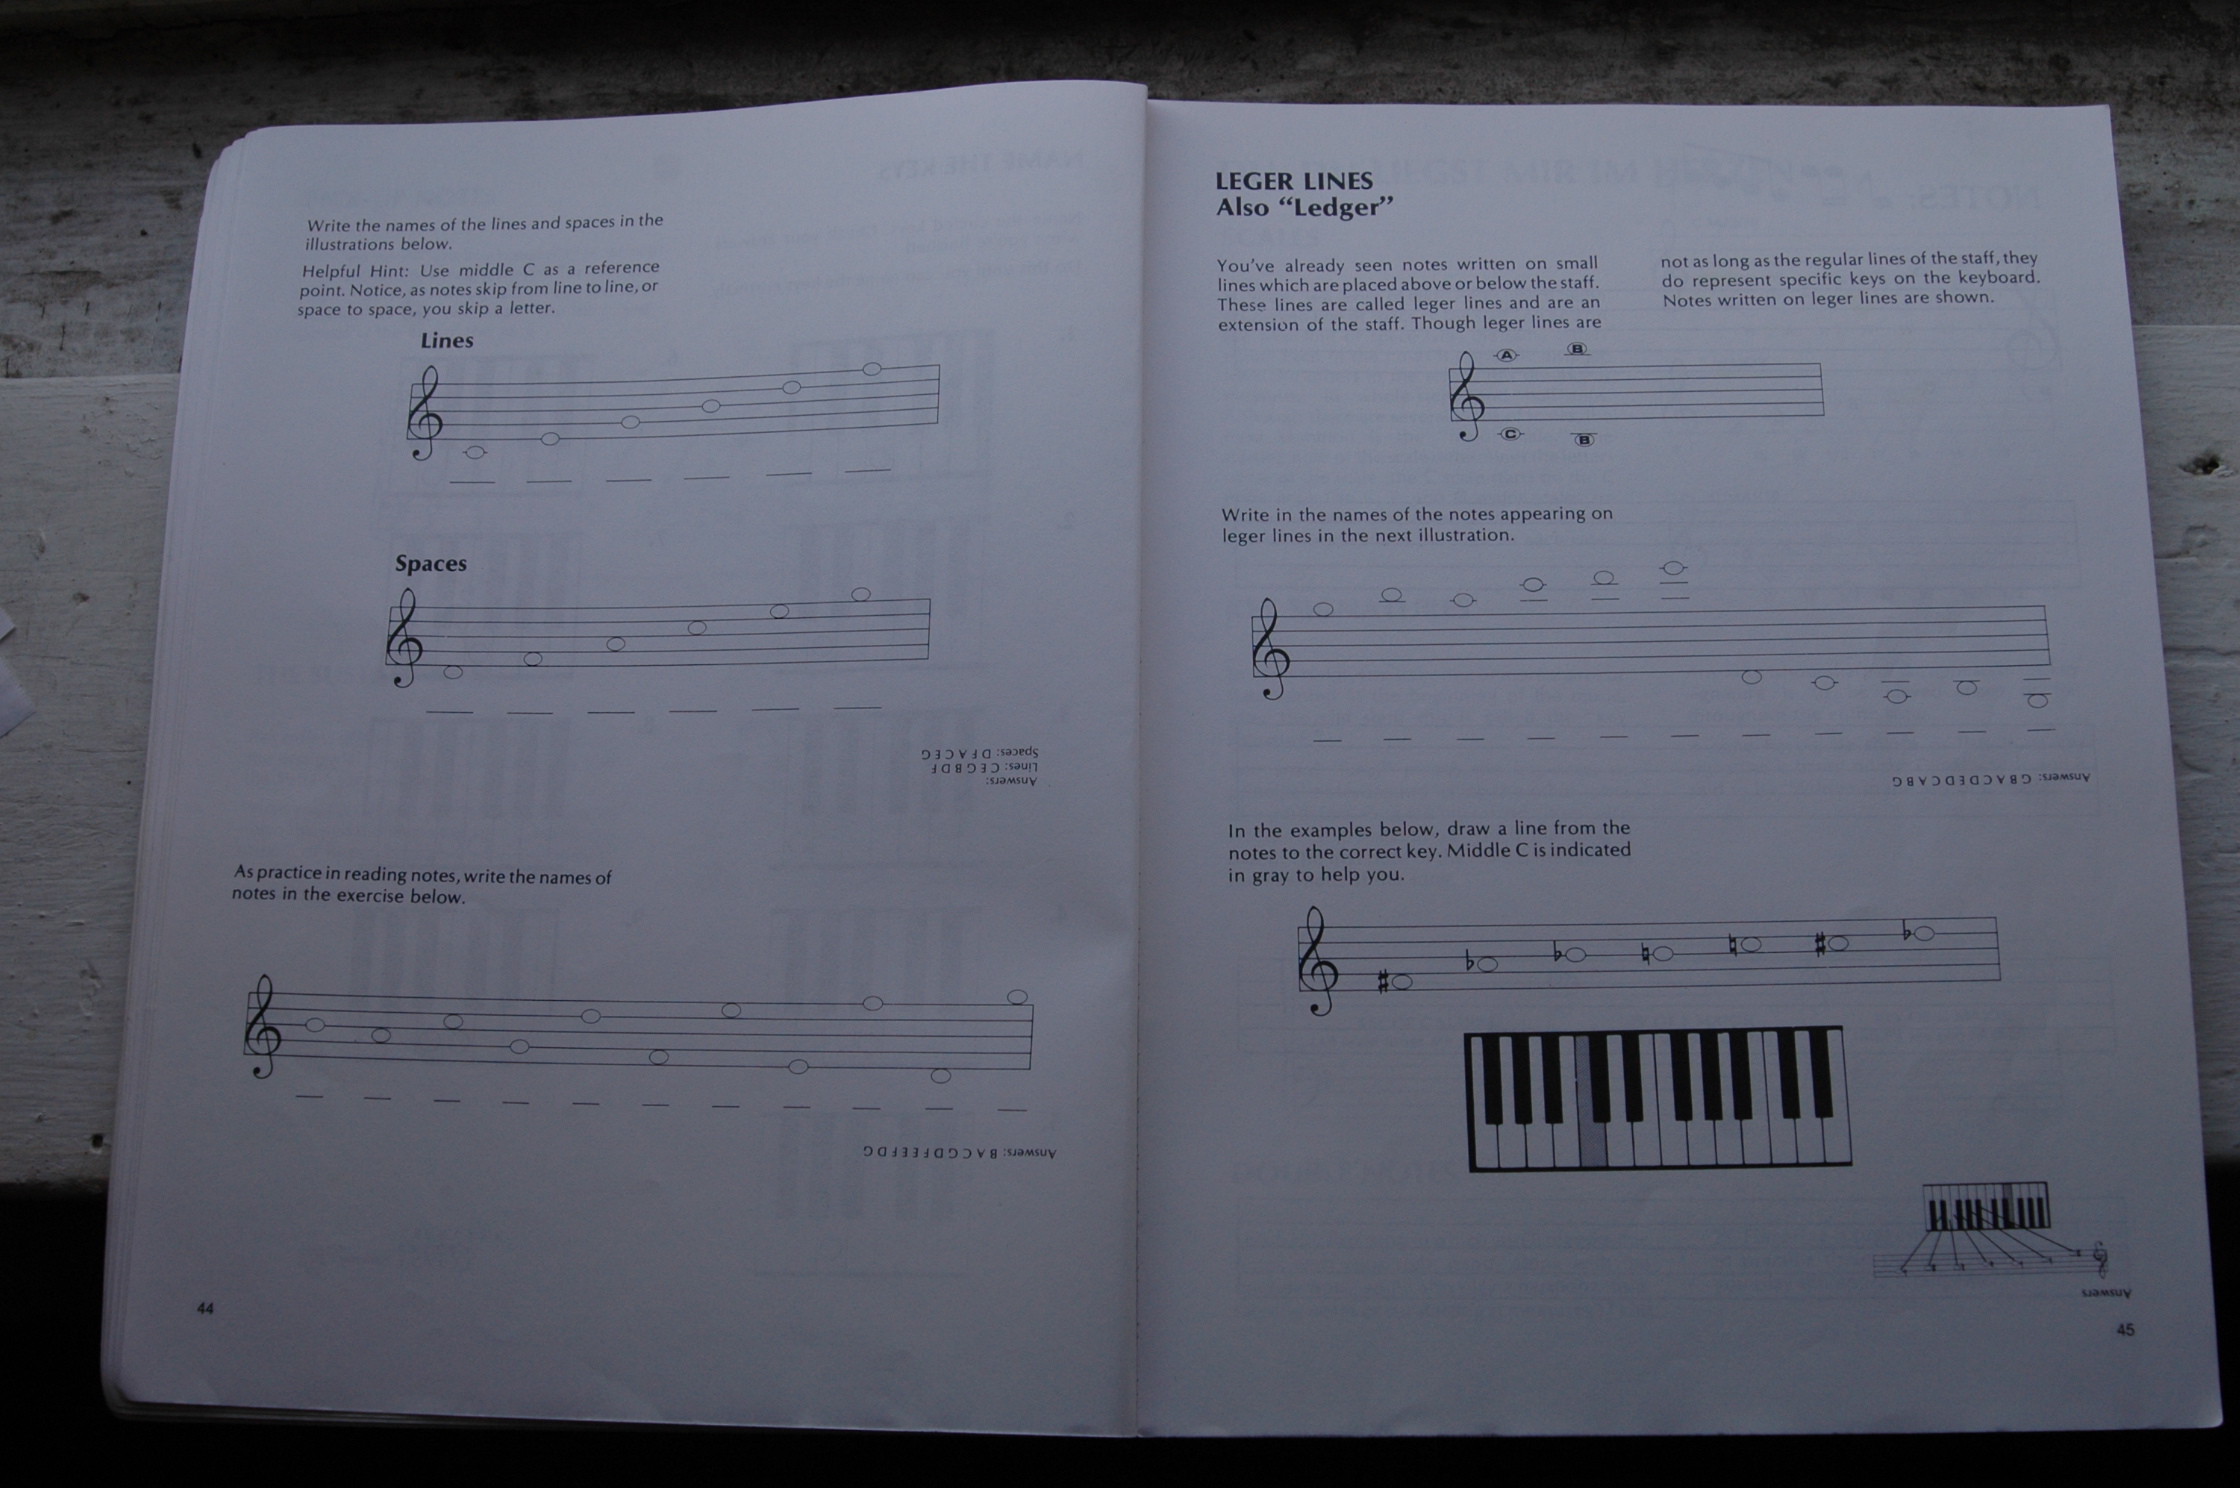 Write the names of the lines and spaces in the
illustrations below.
Helpful Hint: Use middle C as a reference
point. Notice, as notes skip from line to line, or
space to space, you skip a letter.
Lines
Spaces
Answers:
Lines: C E G B D F
Spaces: D F A C E G
As practice in reading notes, write the names of
notes in the exercise below.
Answers: B A C G D F E E F D G
44
LEGER LINES
Also “Ledger”
You’ve already seen notes written on small
lines which are placed above or below the staff.
These lines are called leger lines and are an
extension of the staff. Though leger lines are
not as long as the regular lines of the staff, they
do represent specific keys on the keyboard.
Notes written on leger lines are shown.
A B
C B
Write in the names of the notes appearing on
leger lines in the next illustration.
Answers: G B A C D E D C A B G
In the examples below, draw a line from the
notes to the correct key. Middle C is indicated
in gray to help you.
Answers
45